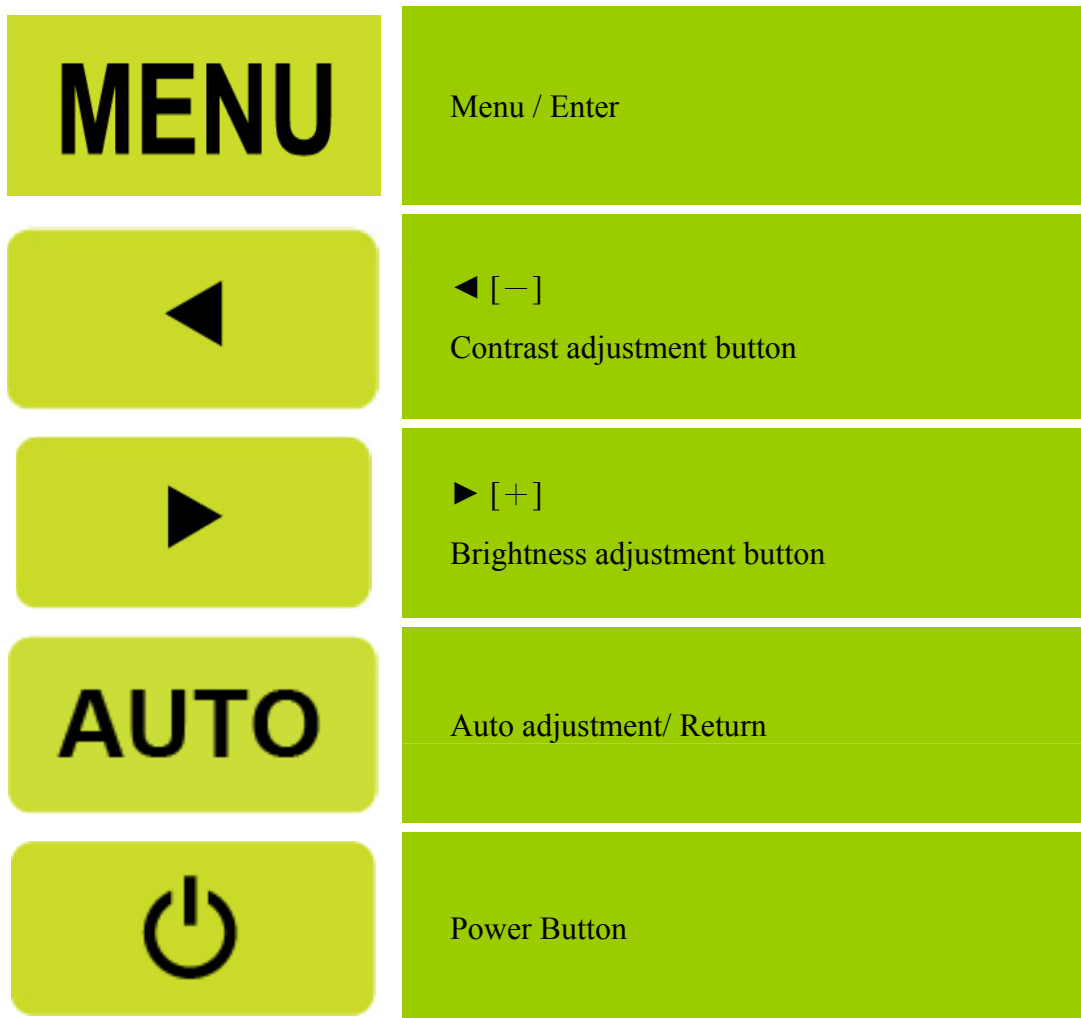 MENU
Menu / Enter
◄ [－]
Contrast adjustment button
► [＋]
Brightness adjustment button
AUTO
Auto adjustment/ Return
Power Button